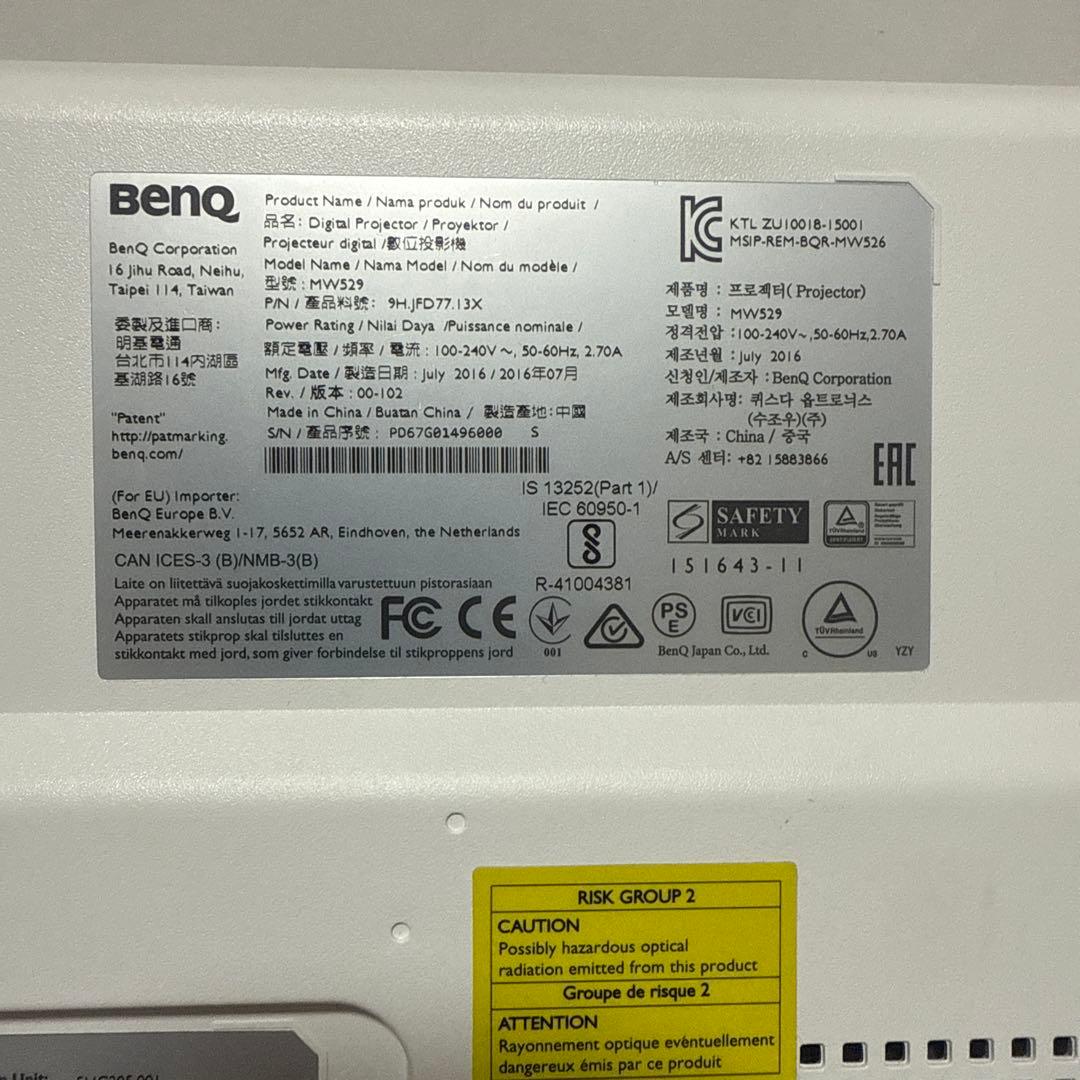 BenQ
BenQ Corporation
16 Jihu Road, Neihu,
Taipei 114, Taiwan
委製及進口商:
明基電通
台北市114內湖區
基湖路16號
"Patent"
http://patmarking.
benq.com/
Product Name / Nama produk / Nom du produit /
品名: Digital Projector / Proyektor /
Projecteur digital /數位投影機
Model Name / Nama Model / Nom du modèle /
型號 : MW529
P/N / 產品料號: 9H.JFD77.13X
Power Rating / Nilai Daya /Puissance nominale /
額定電壓 / 頻率 / 電流 : 100-240V～, 50-60Hz, 2.70A
Mfg. Date / 製造日期 : July 2016 / 2016年07月
Rev. / 版本 : 00-102
Made in China / Buatan China / 製造產地:中國
S/N / 產品序號 : PD67G01496000 S
KTL ZU10018-15001
MSIP-REM-BQR-MW526
제품명 : 프로젝터( Projector)
모델명 : MW529
정격전압 :100-240V～, 50-60Hz,2.70A
제조년월 : July 2016
신청인/제조자 : BenQ Corporation
제조회사명: 퀴스다 옵트로닉스
(수조우)(주)
제조국 : China / 중국
A/S 센터: +82 15883866
EAC
(For EU) Importer:
BenQ Europe B.V.
Meerenakkerweg 1-17, 5652 AR, Eindhoven, the Netherlands
CAN ICES-3 (B)/NMB-3(B)
Laite on liitettävä suojakoskettimilla varustettuun pistorasiaan
Apparatet må tilkoples jordet stikkontakt
Apparaten skall anslutas till jordat uttag
Apparatets stikprop skal tilsluttes en
stikkontakt med jord, som giver forbindelse til stikproppens jord
IS 13252(Part 1)/
IEC 60950-1
R-41004381
SAFETY
MARK
151643-11
TÜVRheinland
CERTIFIED
FC CE
001
PS
E
VCI
BenQ Japan Co., Ltd.
TÜVRheinland
C US
YZY
RISK GROUP 2
CAUTION
Possibly hazardous optical
radiation emitted from this product
Groupe de risque 2
ATTENTION
Rayonnement optique eventuellement
dangereux émis par ce produit